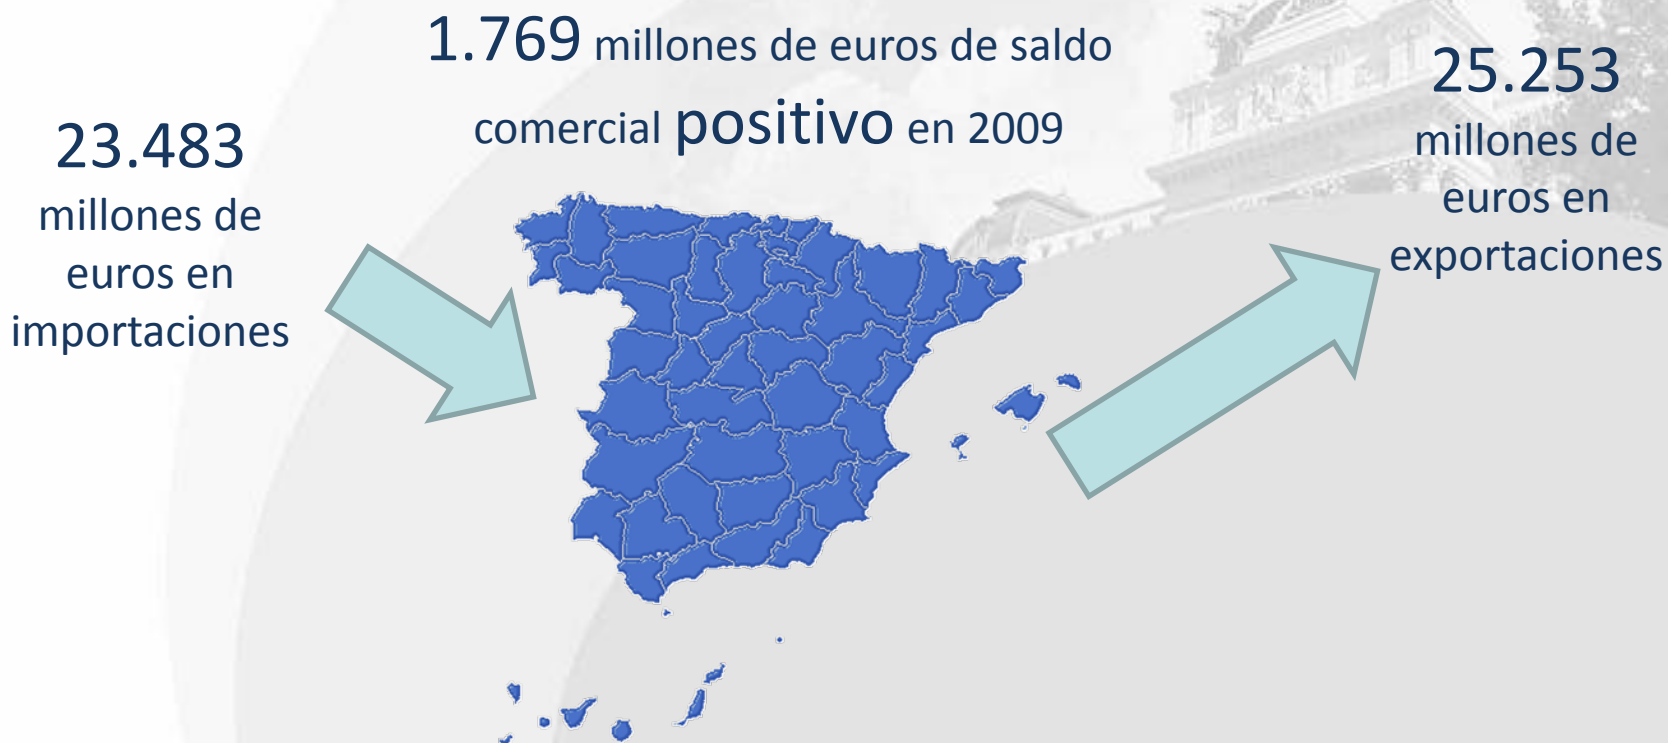 1.769 millones de euros de saldo
comercial positivo en 2009
23.483
millones de
euros en
importaciones
25.253
millones de
euros en
exportaciones